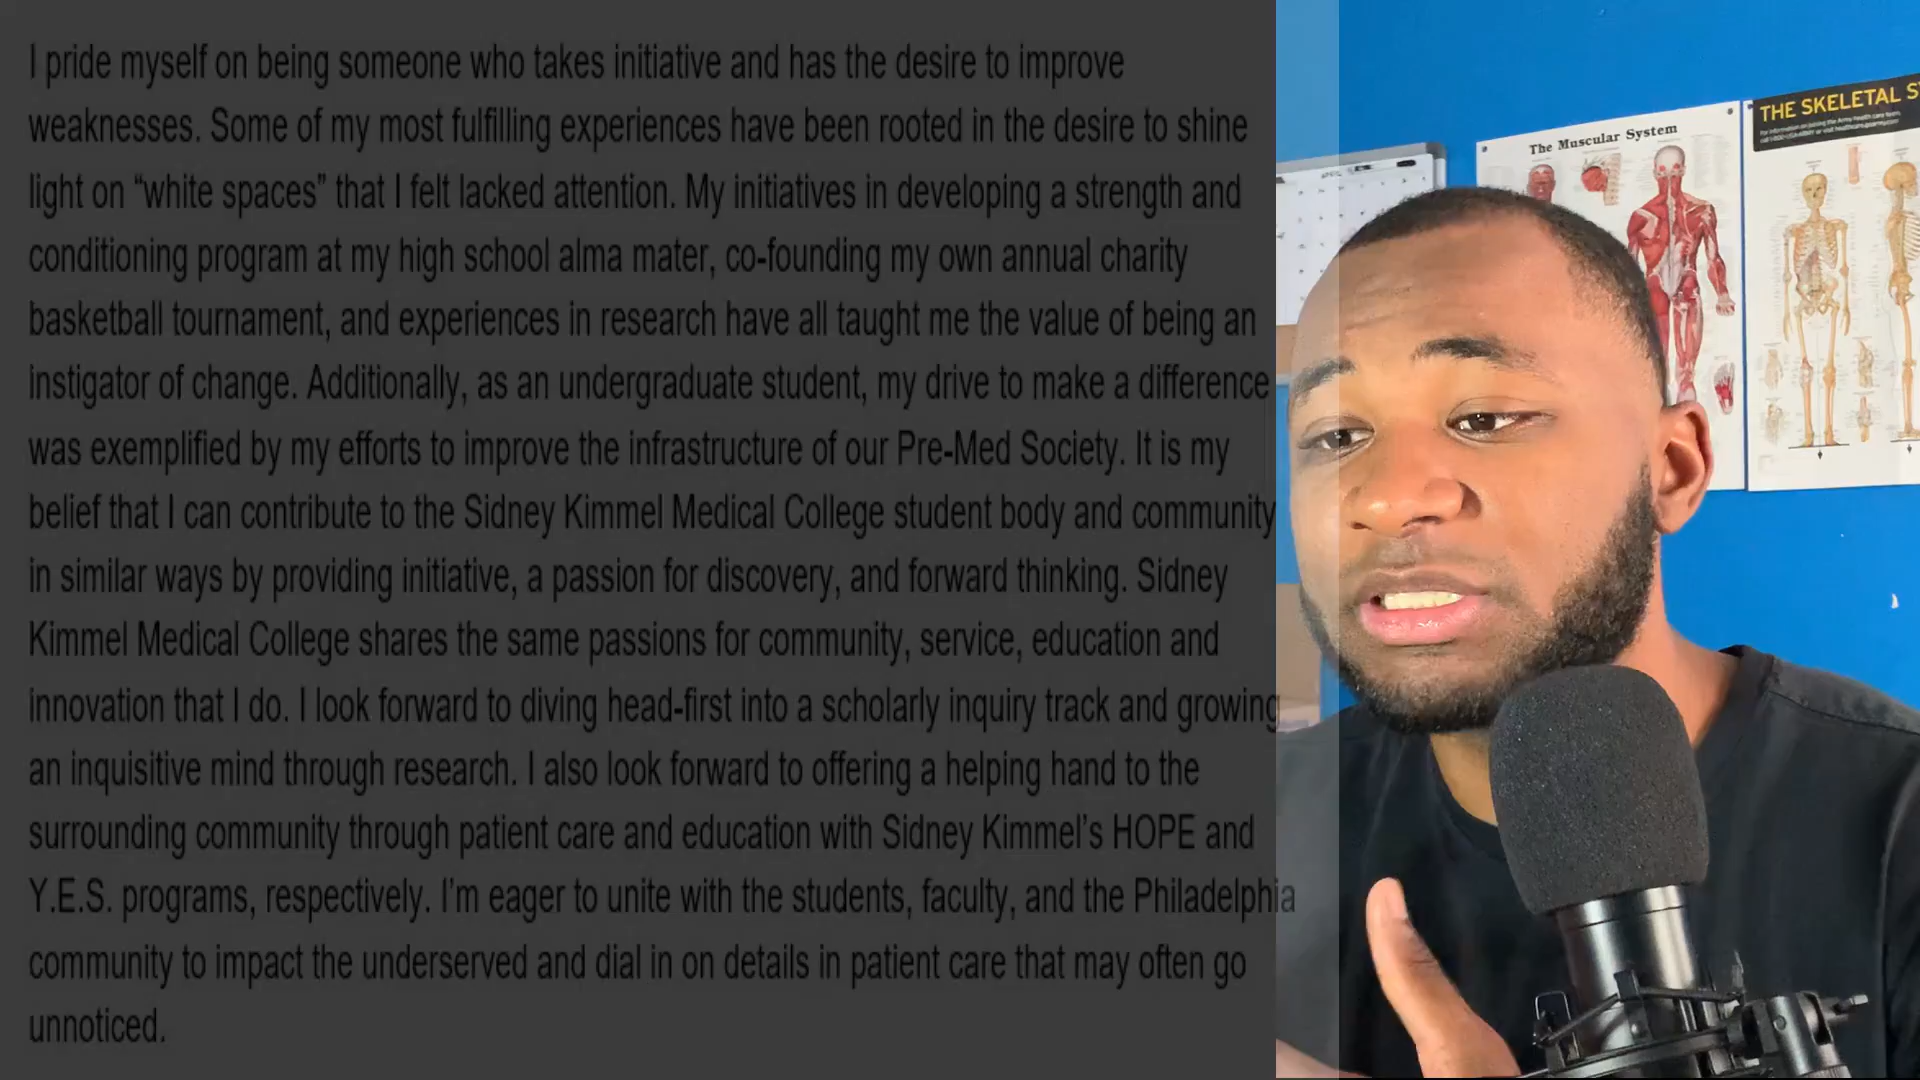 I pride myself on being someone who takes initiative and has the desire to improve
weaknesses. Some of my most fulfilling experiences have been rooted in the desire to shine
light on “white spaces” that I felt lacked attention. My initiatives in developing a strength and
conditioning program at my high school alma mater, co-founding my own annual charity
basketball tournament, and experiences in research have all taught me the value of being an
instigator of change. Additionally, as an undergraduate student, my drive to make a difference
was exemplified by my efforts to improve the infrastructure of our Pre-Med Society. It is my
belief that I can contribute to the Sidney Kimmel Medical College student body and community
in similar ways by providing initiative, a passion for discovery, and forward thinking. Sidney
Kimmel Medical College shares the same passions for community, service, education and
innovation that I do. I look forward to diving head-first into a scholarly inquiry track and growing
an inquisitive mind through research. I also look forward to offering a helping hand to the
surrounding community through patient care and education with Sidney Kimmel’s HOPE and
Y.E.S. programs, respectively. I’m eager to unite with the students, faculty, and the Philadelphia
community to impact the underserved and dial in on details in patient care that may often go
unnoticed.
APRIL
The Muscular System
THE SKELETAL S